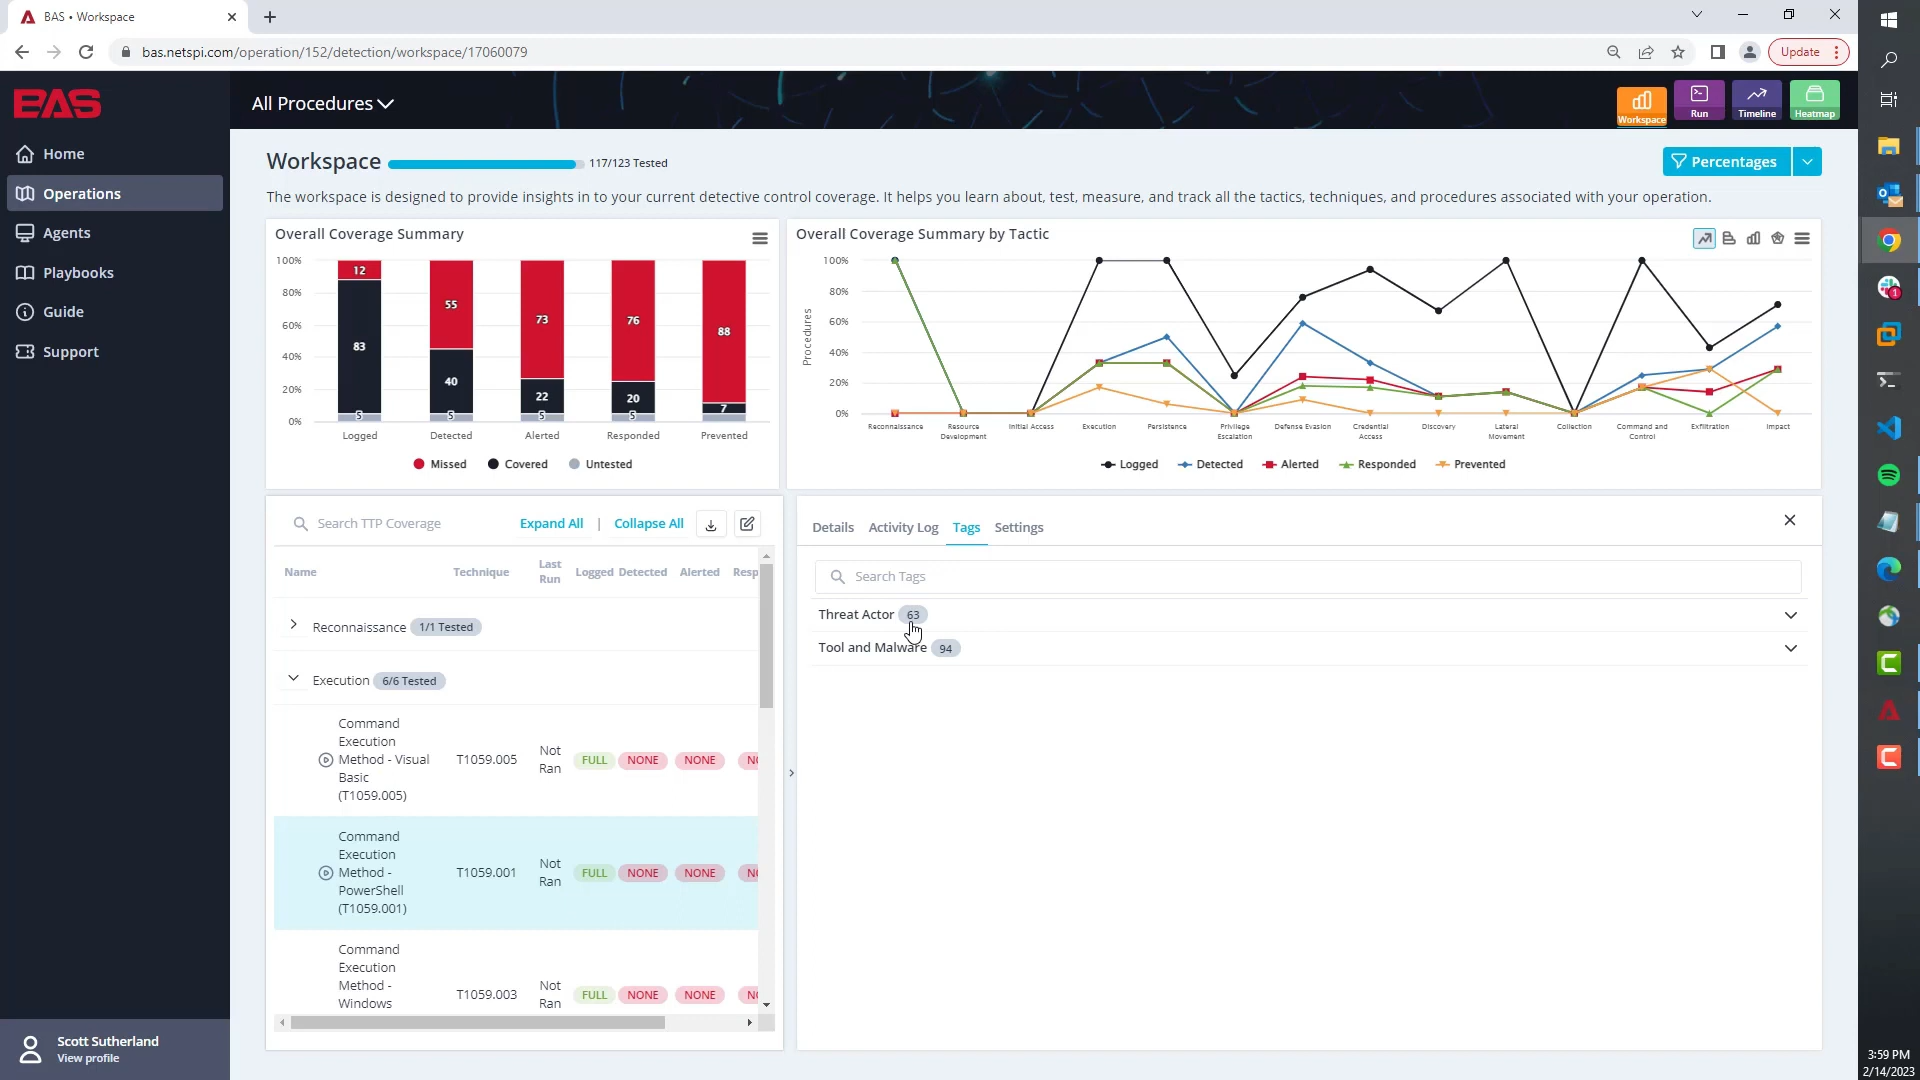 BAS • Workspace
bas.netspi.com/operation/152/detection/workspace/17060079
Update
BAS
All Procedures
Workspace
Run
Timeline
Heatmap
Home
Operations
Agents
Playbooks
Guide
Support
Workspace
117/123 Tested
Percentages
The workspace is designed to provide insights in to your current detective control coverage. It helps you learn about, test, measure, and track all the tactics, techniques, and procedures associated with your operation.
Overall Coverage Summary
100%
80%
60%
40%
20%
0%
12
83
5
55
40
5
73
22
5
76
20
5
88
7
Logged
Detected
Alerted
Responded
Prevented
Missed
Covered
Untested
Overall Coverage Summary by Tactic
Procedures
100%
80%
60%
40%
20%
0%
Reconnaissance
Resource
Development
Initial Access
Execution
Persistence
Privilege
Escalation
Defense Evasion
Credential
Access
Discovery
Lateral
Movement
Collection
Command and
Control
Exfiltration
Impact
Logged
Detected
Alerted
Responded
Prevented
Search TTP Coverage
Expand All | Collapse All
Name
Technique
Last
Run
Logged
Detected
Alerted
Resp
Reconnaissance 1/1 Tested
Execution 6/6 Tested
Command
Execution
Method - Visual
Basic
(T1059.005)
T1059.005
Not
Ran
FULL
NONE
NONE
NO
Command
Execution
Method -
PowerShell
(T1059.001)
T1059.001
Not
Ran
FULL
NONE
NONE
NO
Command
Execution
Method -
Windows
T1059.003
Not
Ran
FULL
NONE
NONE
NO
Details
Activity Log
Tags
Settings
Search Tags
Threat Actor 63
Tool and Malware 94
Scott Sutherland
View profile
1
3:59 PM
2/14/2023